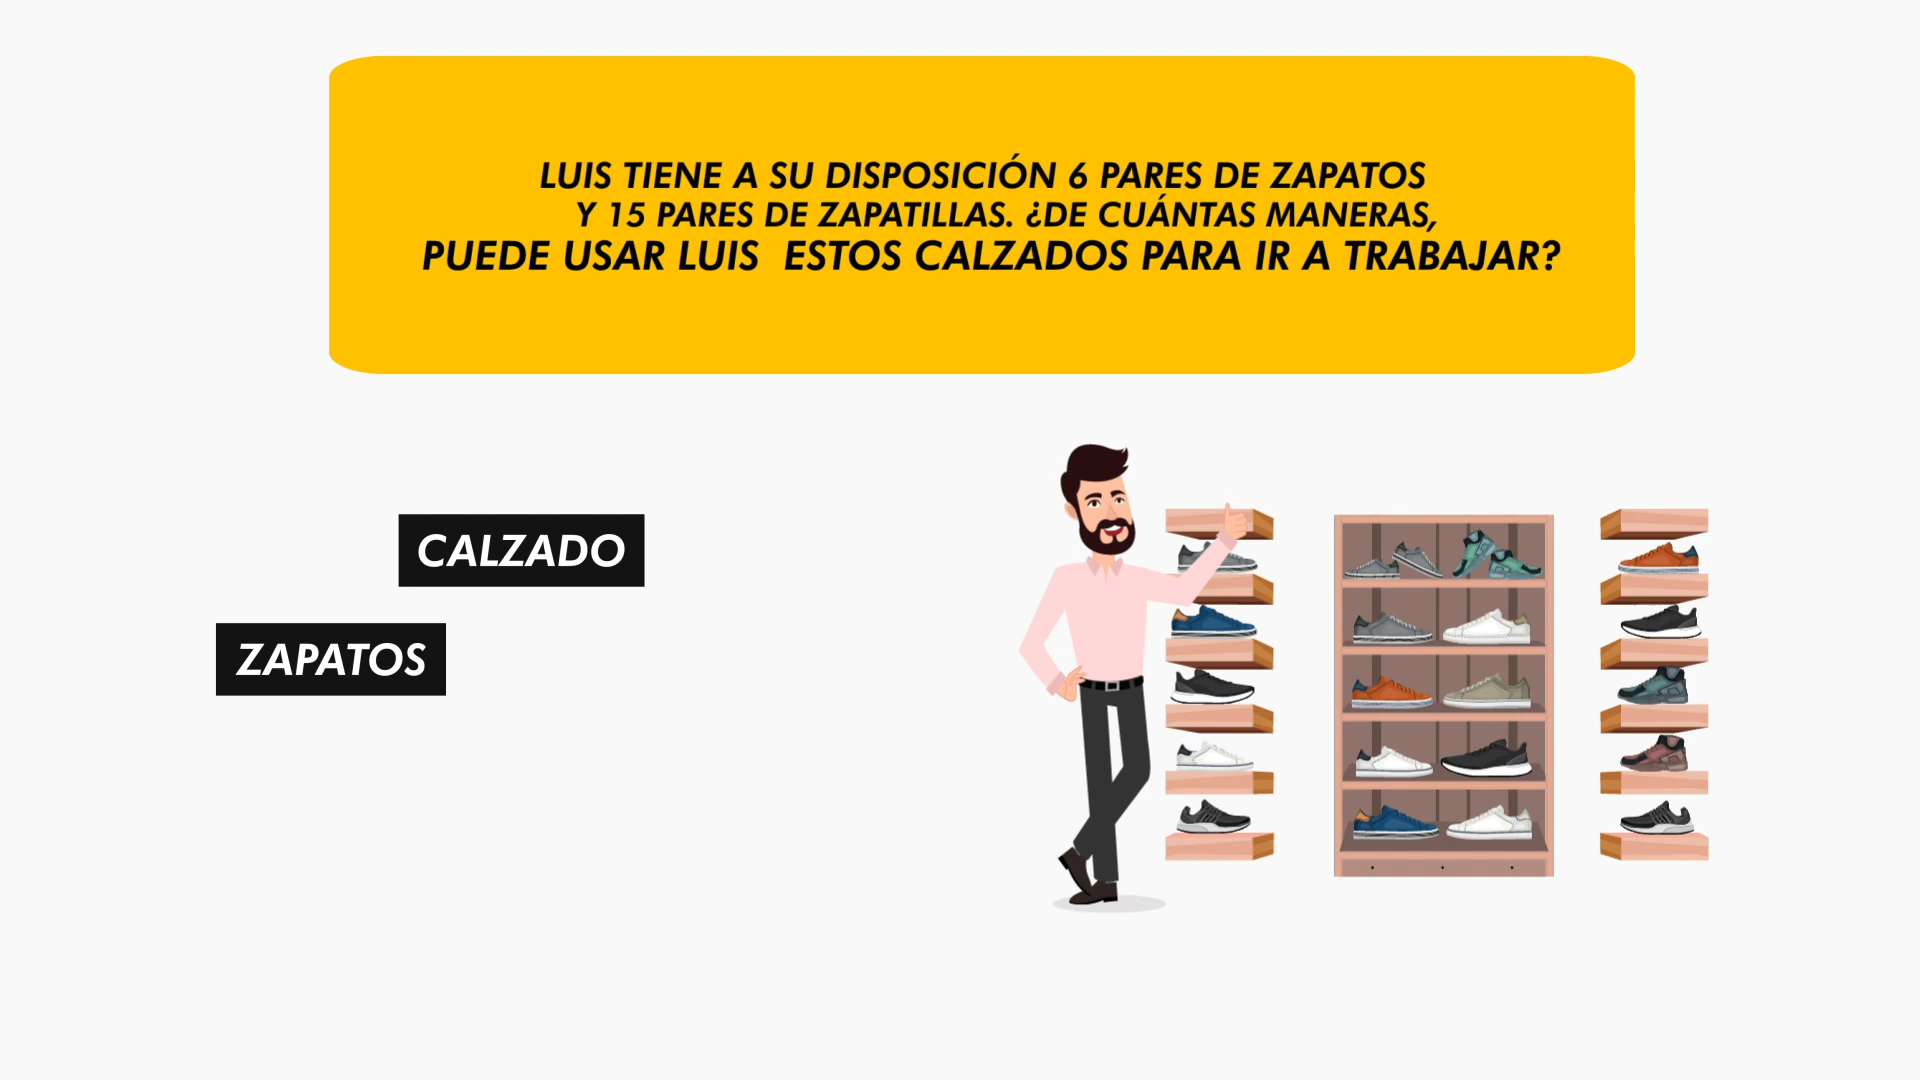 LUIS TIENE A SU DISPOSICIÓN 6 PARES DE ZAPATOS
Y 15 PARES DE ZAPATILLAS. ¿DE CUÁNTAS MANERAS,
PUEDE USAR LUIS ESTOS CALZADOS PARA IR A TRABAJAR?
CALZADO
ZAPATOS